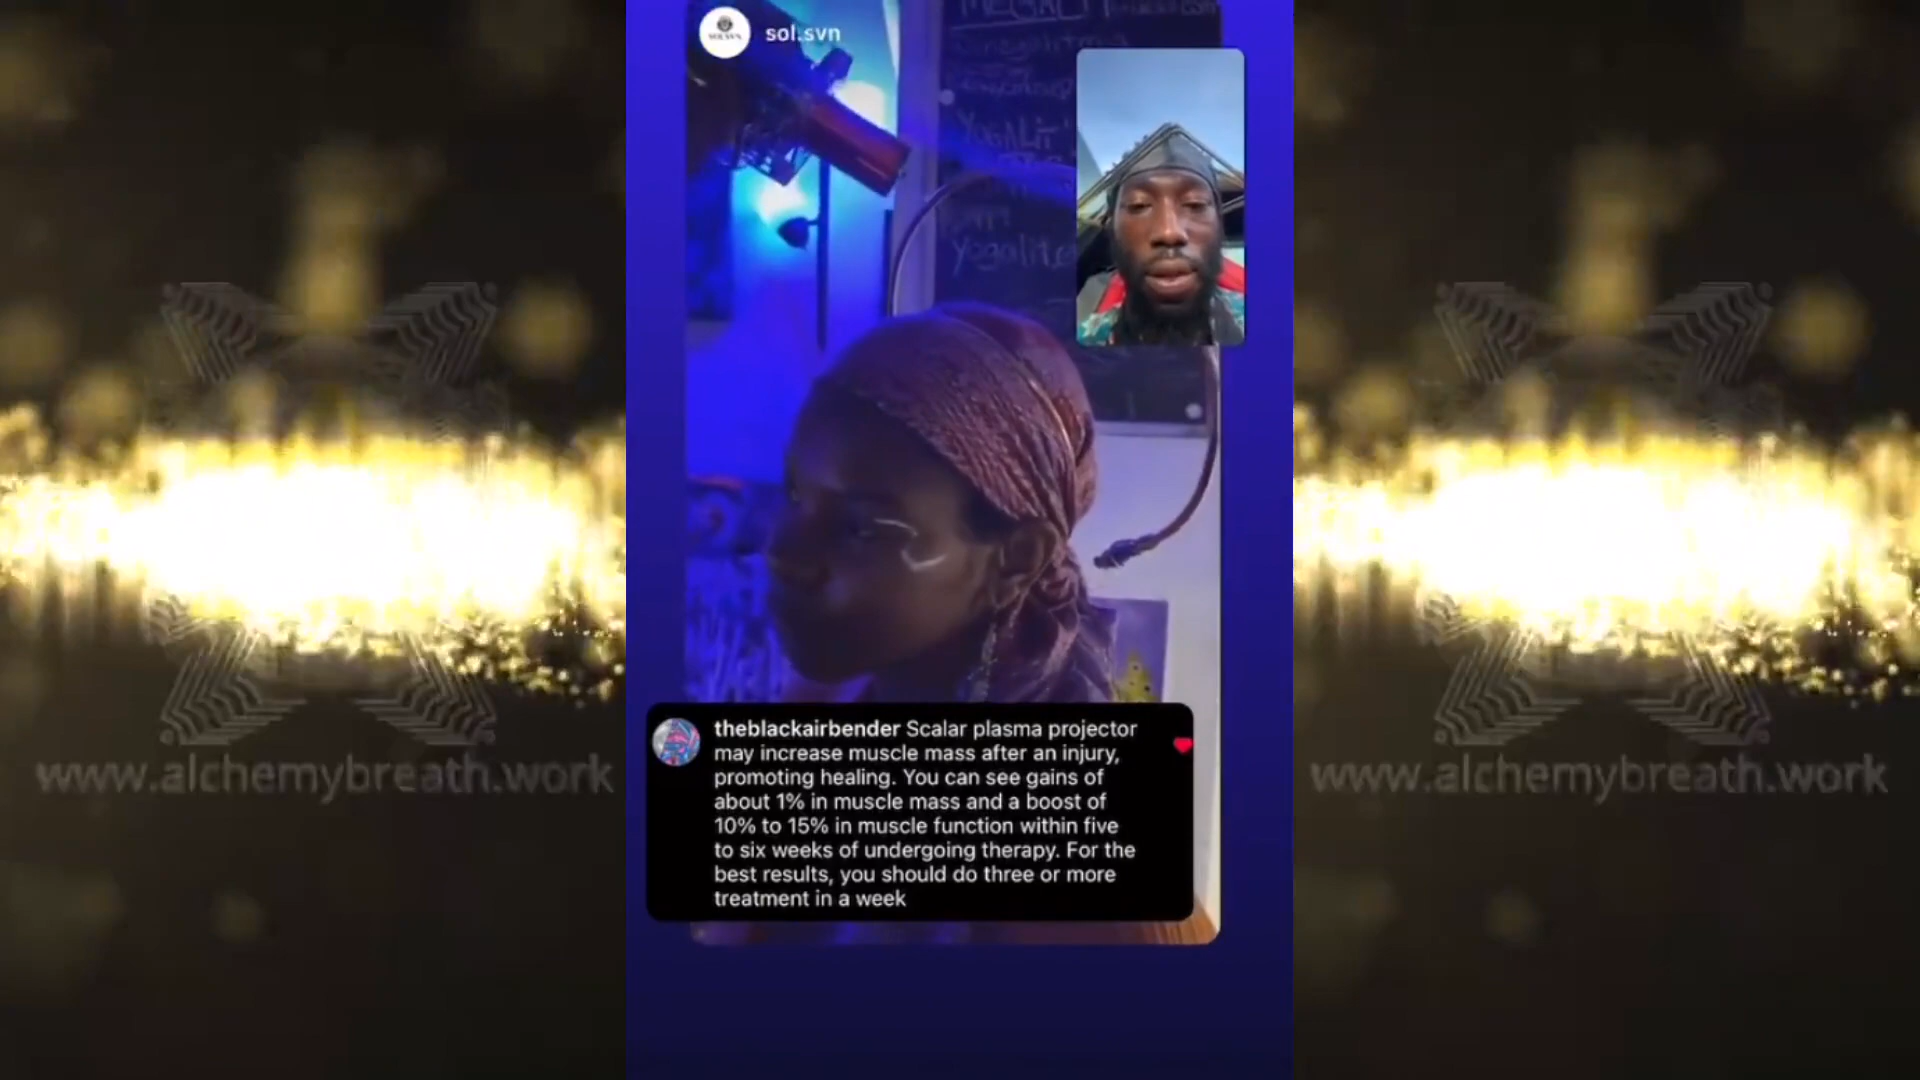 sol.svn
YOGALIT
yogalite
theblackairbender Scalar plasma projector
may increase muscle mass after an injury,
promoting healing. You can see gains of
about 1% in muscle mass and a boost of
10% to 15% in muscle function within five
to six weeks of undergoing therapy. For the
best results, you should do three or more
treatment in a week
www.alchemybreath.work
www.alchemybreath.work